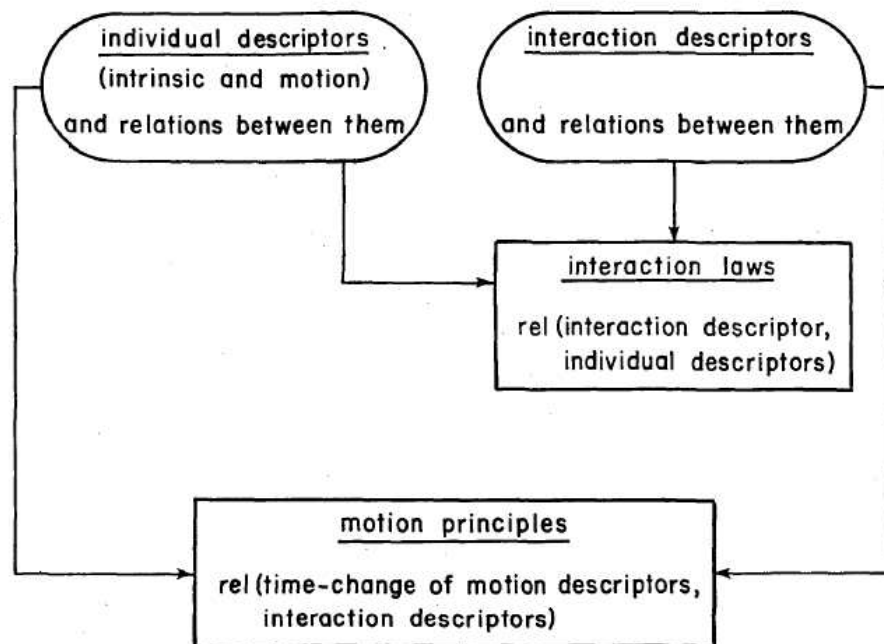 individual descriptors
(intrinsic and motion)
and relations between them
interaction descriptors
and relations between them
interaction laws
rel (interaction descriptor,
individual descriptors)
motion principles
rel (time-change of motion descriptors,
interaction descriptors)